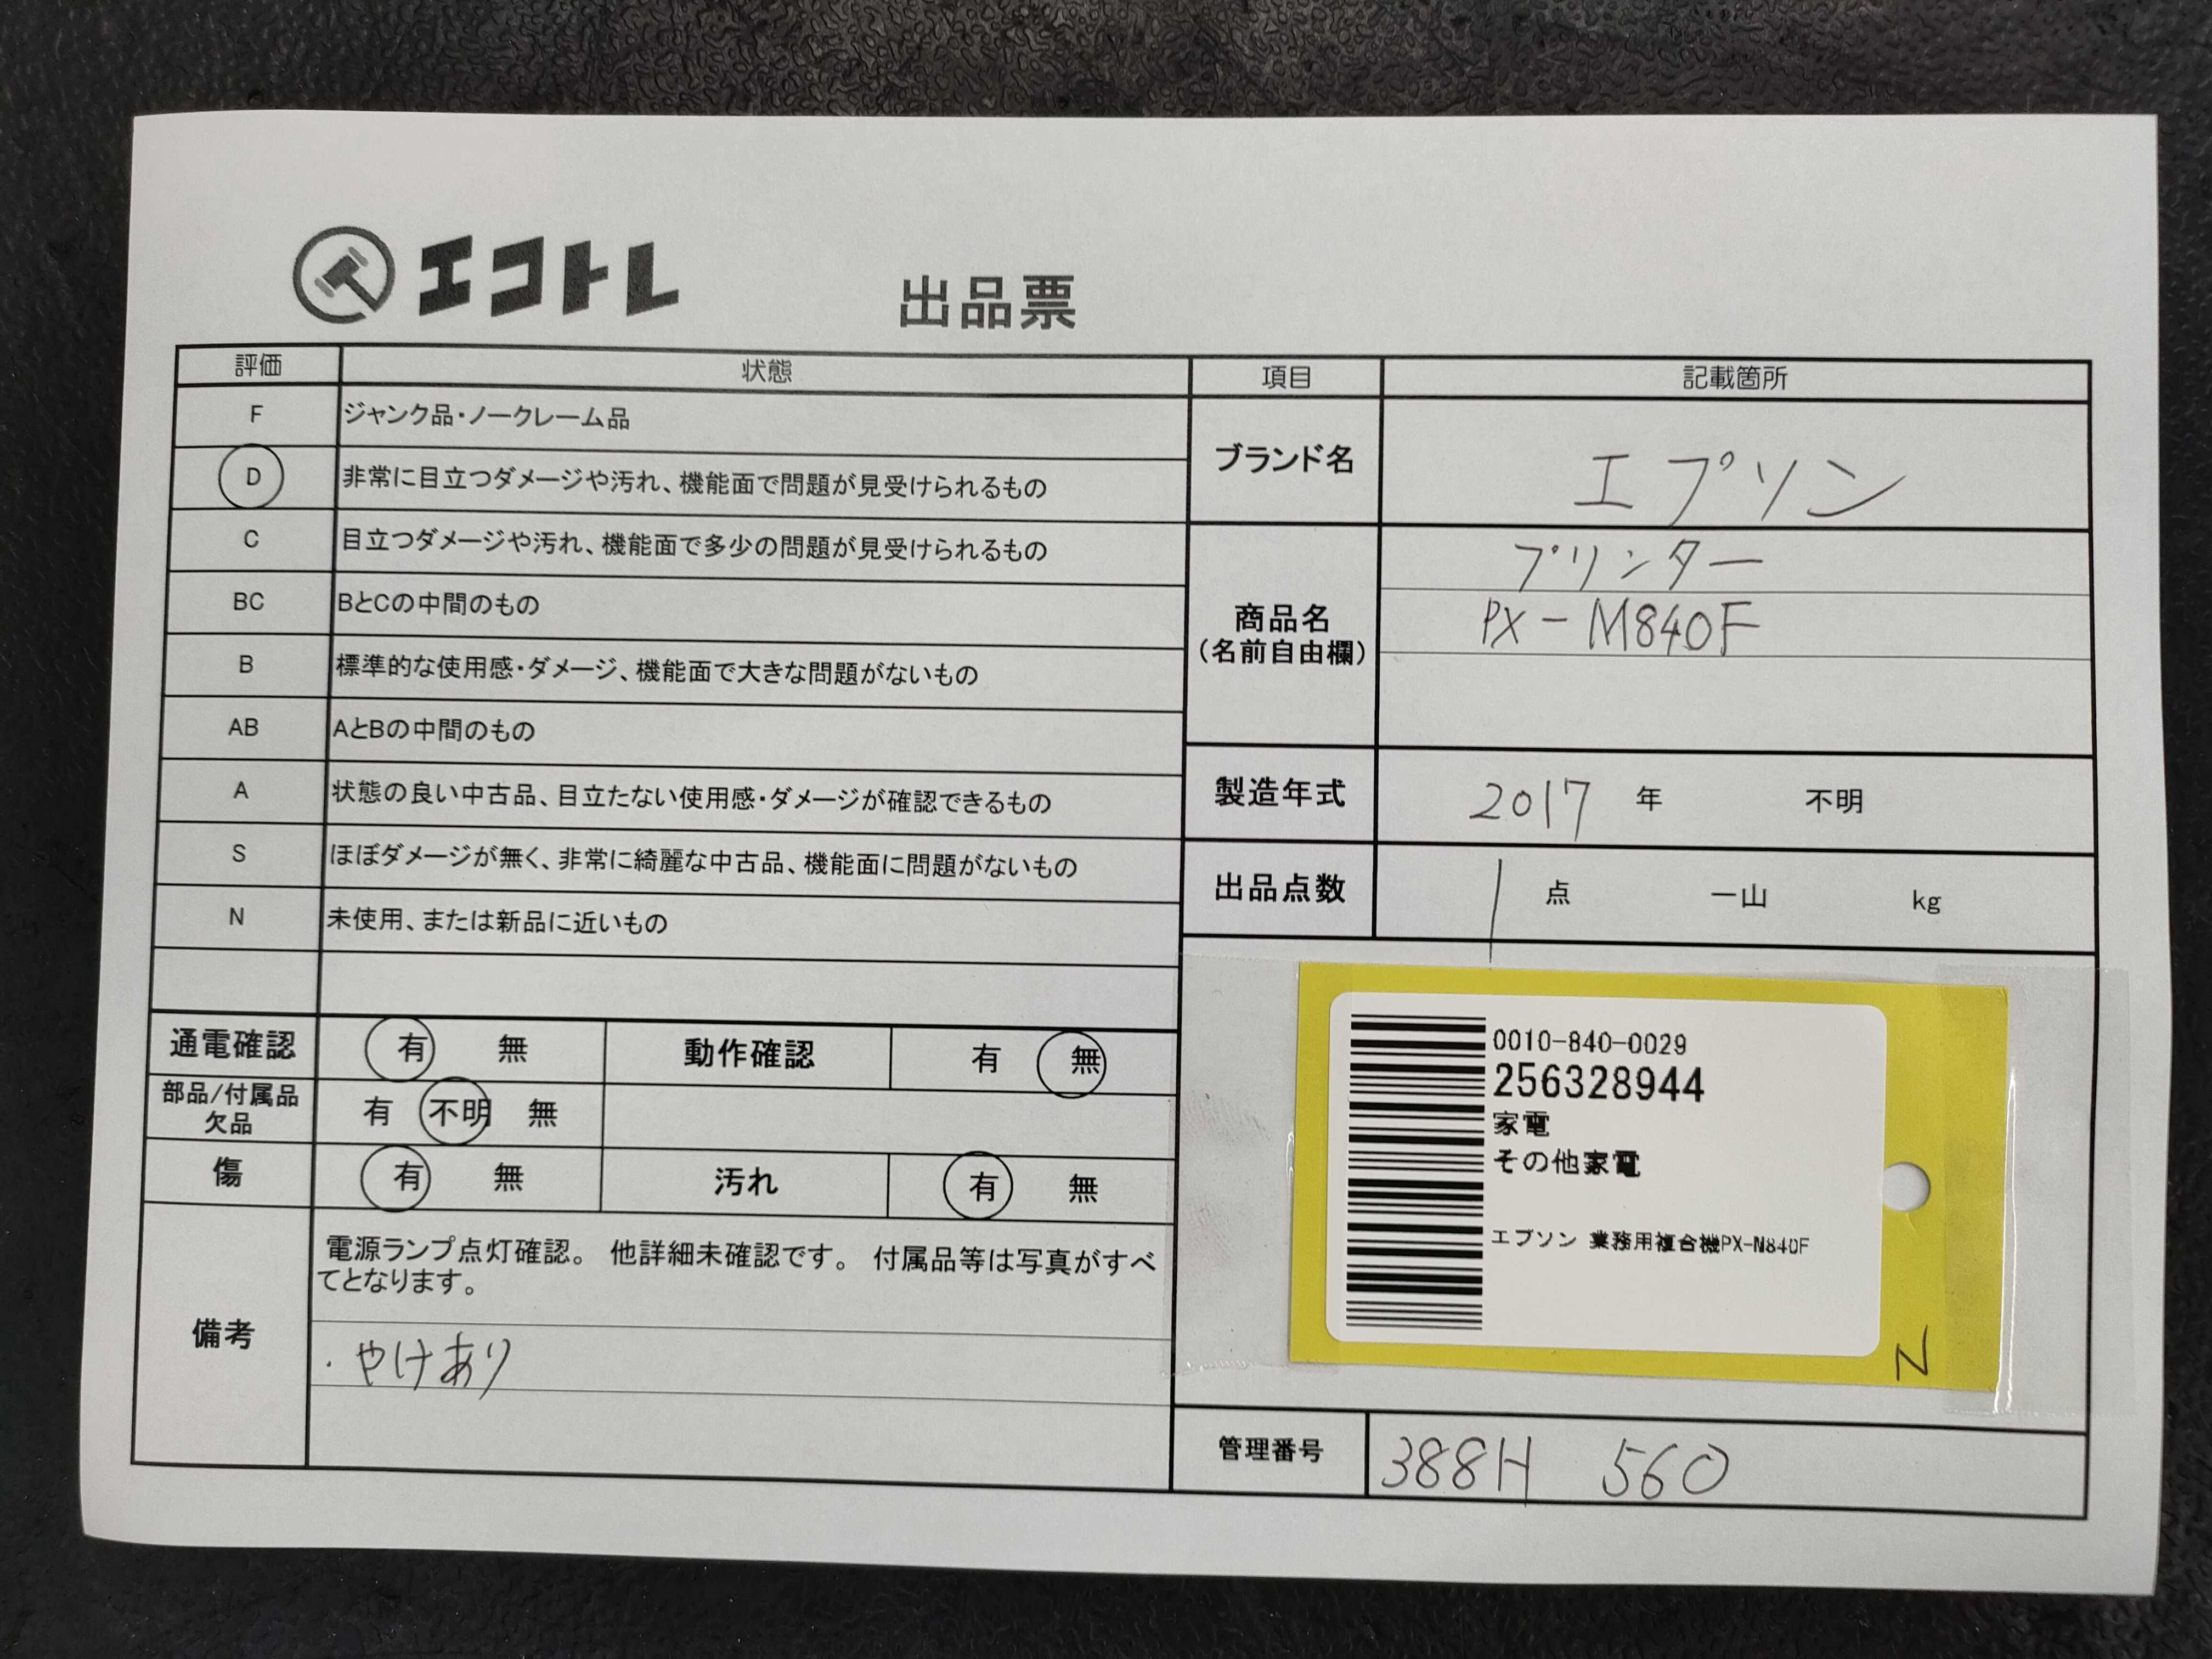 エコトレ
出品票
評価 状態
F ジャンク品・ノークレーム品
D 非常に目立つダメージや汚れ、機能面で問題が見受けられるもの
C 目立つダメージや汚れ、機能面で多少の問題が見受けられるもの
BC BとCの中間のもの
B 標準的な使用感・ダメージ、機能面で大きな問題がないもの
AB AとBの中間のもの
A 状態の良い中古品、目立たない使用感・ダメージが確認できるもの
S ほぼダメージが無く、非常に綺麗な中古品、機能面に問題がないもの
N 未使用、または新品に近いもの
通電確認 有 無 動作確認 有 無
部品/付属品
欠品
有 不明 無
傷 有 無 汚れ 有 無
備考
電源ランプ点灯確認。 他詳細未確認です。 付属品等は写真がすべ
てとなります。
・やけあり
項目 記載箇所
ブランド名 エプソン
商品名
(名前自由欄)
プリンター
PX-M840F
製造年式 2017 年 不明
出品点数 1 点 一山 kg
0010-840-0029
256328944
家電
その他家電
エプソン 業務用複合機PX-M840F
N
管理番号 388H 560